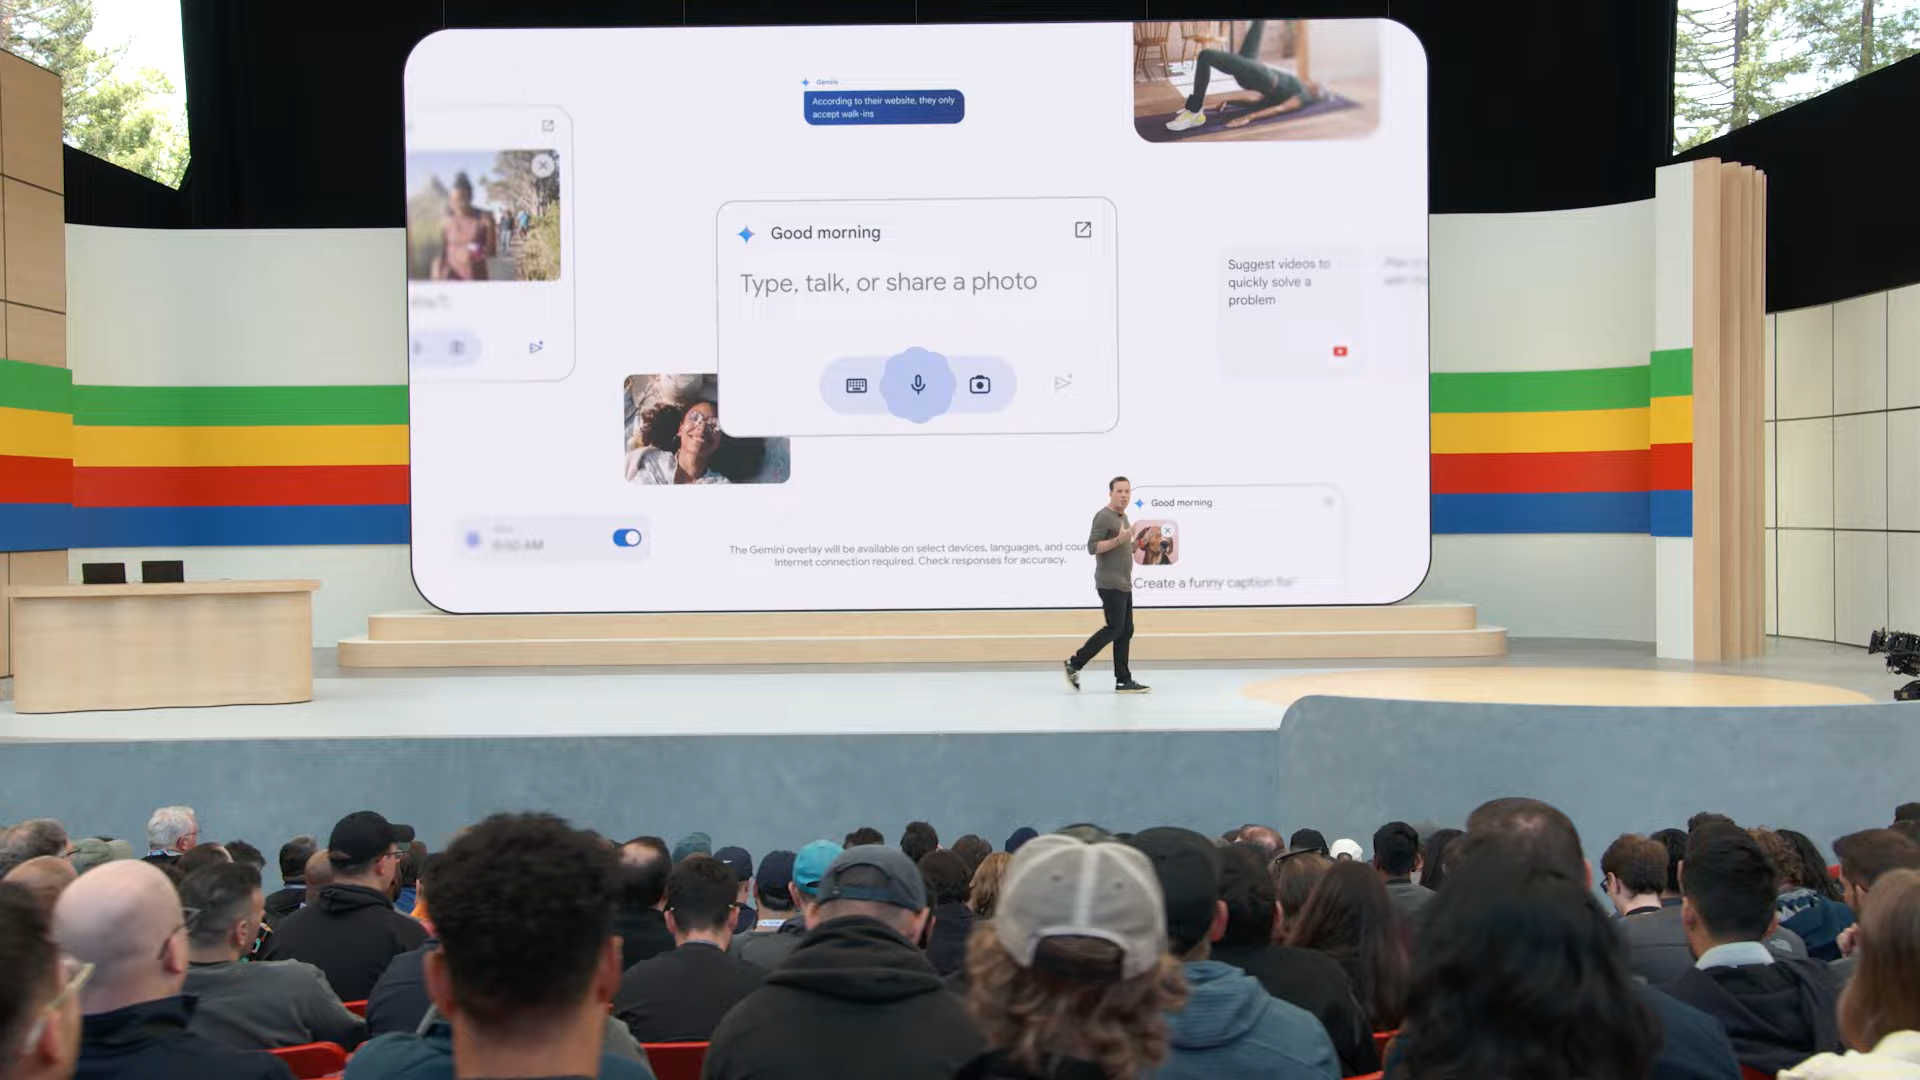 Gemini
According to their website, they only
accept walk-ins
Good morning
Type, talk, or share a photo
Suggest videos to
quickly solve a
problem
Good morning
Create a funny caption for
The Gemini overlay will be available on select devices, languages, and
Internet connection required. Check responses for accuracy.